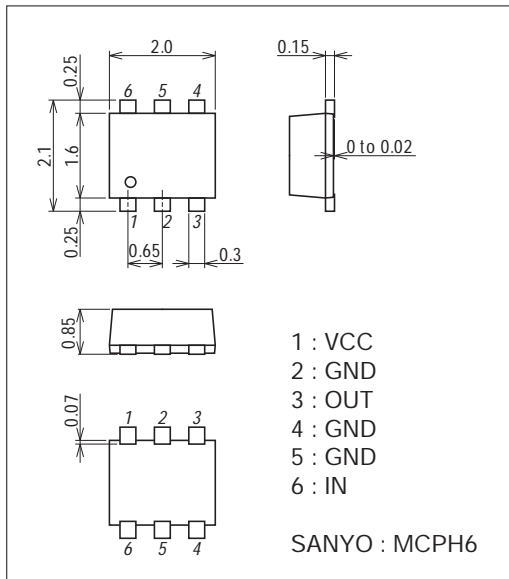 2.0
0.15
0.25
6 5 4
2.1
1.6
0 to 0.02
0.25
1 2 3
0.65
0.3
0.85
1 : VCC
2 : GND
3 : OUT
4 : GND
5 : GND
6 : IN
0.07
1 2 3
6 5 4
SANYO : MCPH6